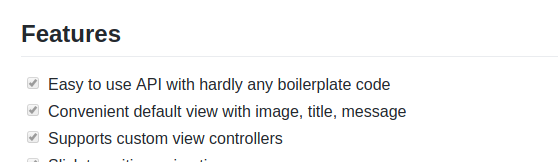 Features
Easy to use API with hardly any boilerplate code
Convenient default view with image, title, message
Supports custom view controllers